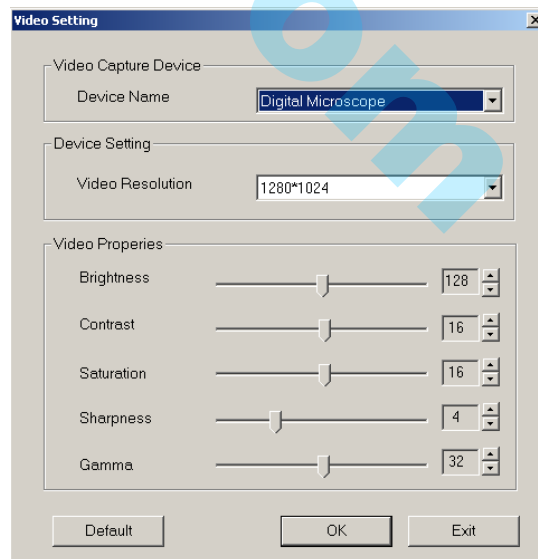 Video Setting
Video Capture Device
Device Name Digital Microscope
Device Setting
Video Resolution 1280*1024
Video Properies
Brightness 128
Contrast 16
Saturation 16
Sharpness 4
Gamma 32
Default OK Exit
om